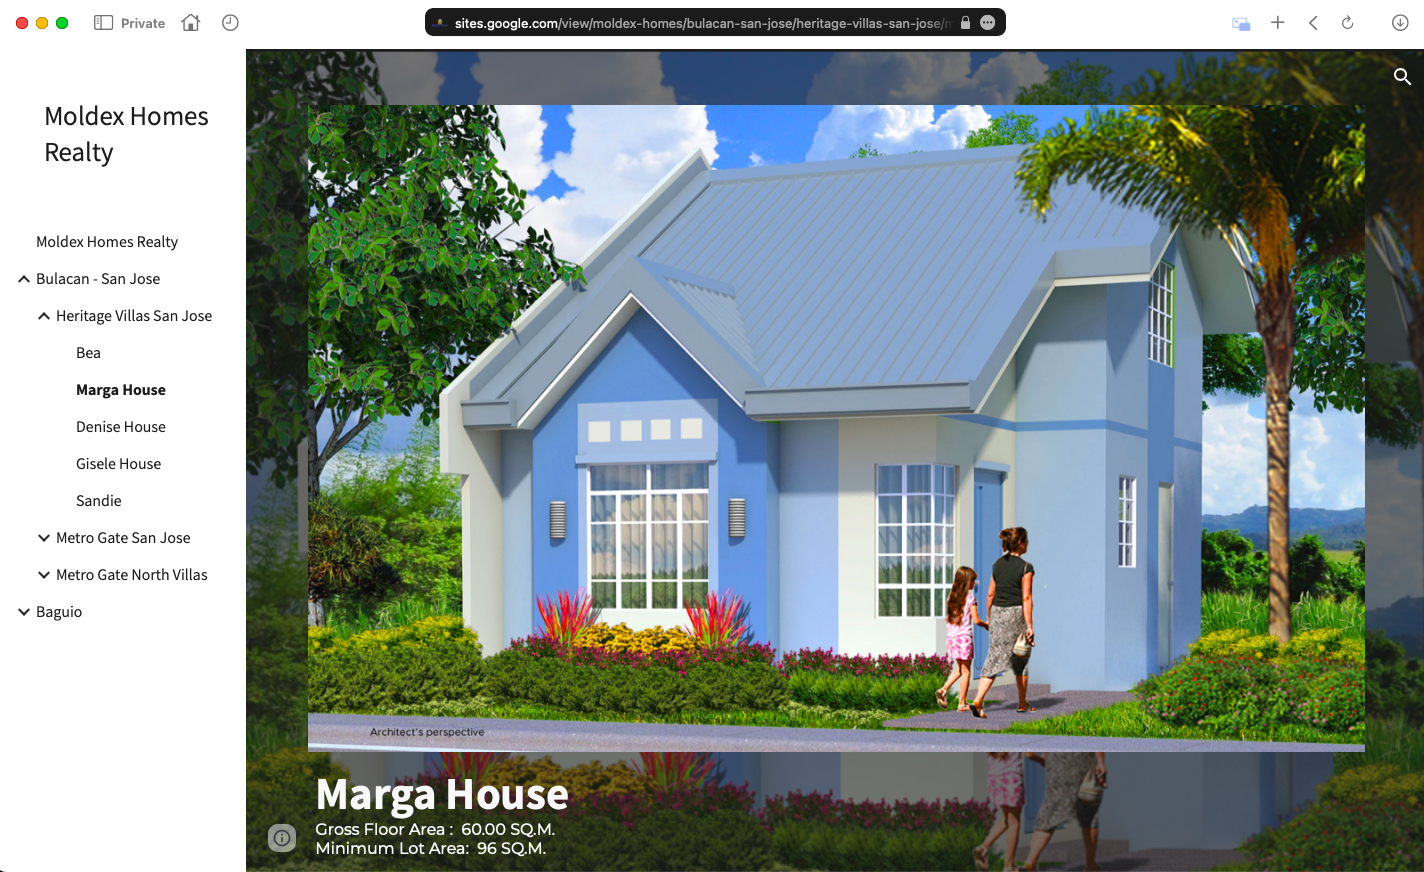 Private
sites.google.com/view/moldex-homes/bulacan-san-jose/heritage-villas-san-jose/
Moldex Homes
Realty
Moldex Homes Realty
Bulacan - San Jose
Heritage Villas San Jose
Bea
Marga House
Denise House
Gisele House
Sandie
Metro Gate San Jose
Metro Gate North Villas
Baguio
Architect's perspective
Marga House
Gross Floor Area : 60.00 SQ.M.
Minimum Lot Area: 96 SQ.M.